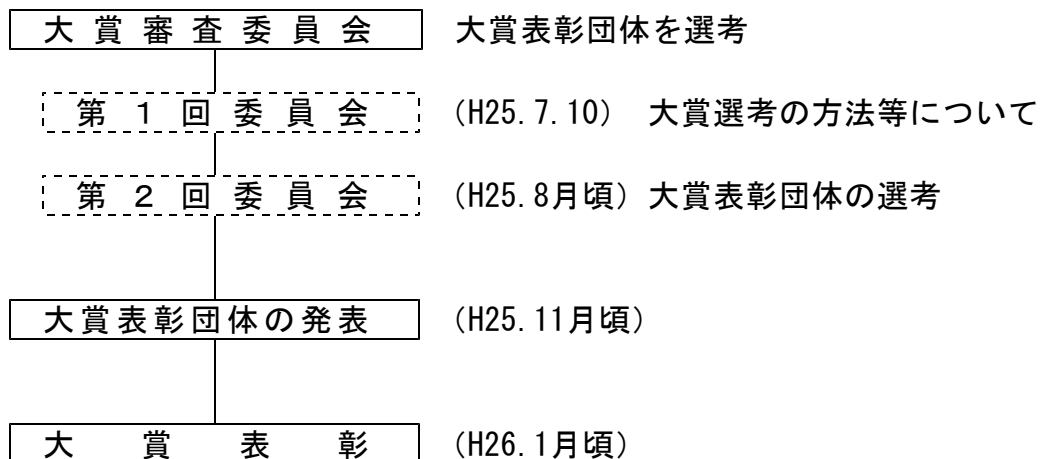 大賞審査委員会 大賞表彰団体を選考
第1回委員会 (H25.7.10) 大賞選考の方法等について
第2回委員会 (H25.8月頃) 大賞表彰団体の選考
大賞表彰団体の発表 (H25.11月頃)
大賞表彰 (H26.1月頃)